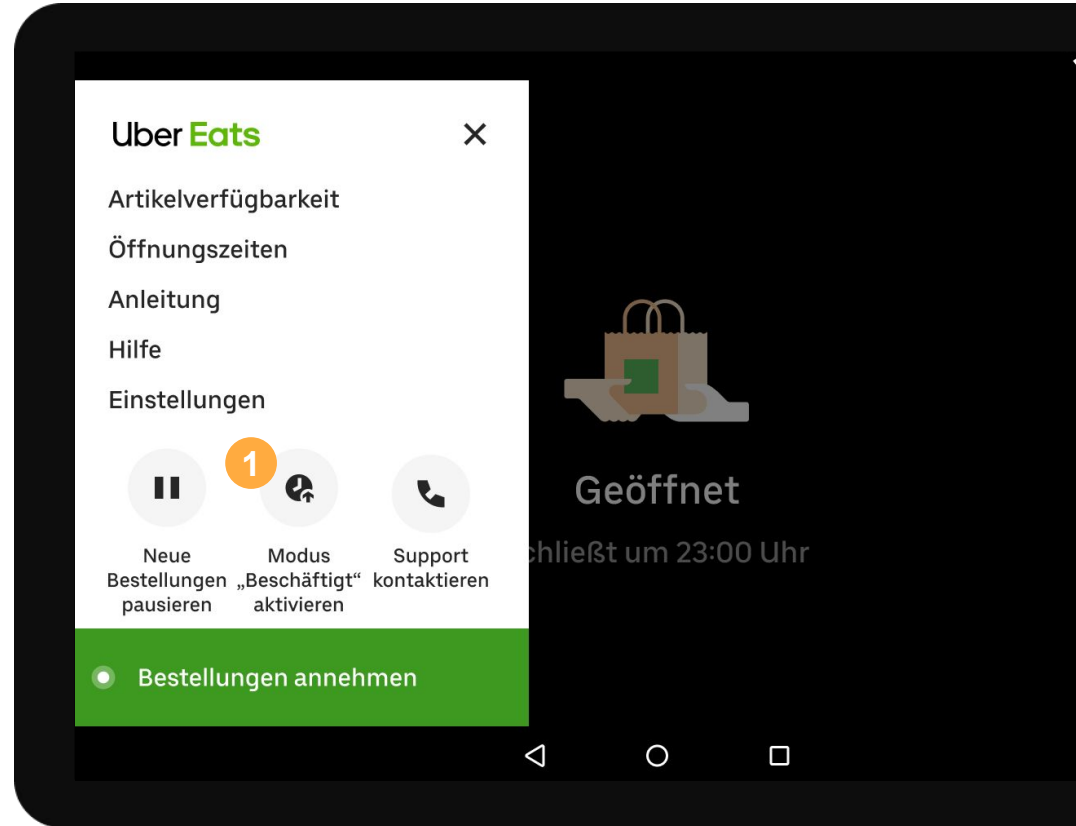 Uber Eats
Artikelverfügbarkeit
Öffnungszeiten
Anleitung
Hilfe
Einstellungen
1
Neue
Bestellungen
pausieren
Modus
„Beschäftigt“
aktivieren
Support
kontaktieren
Bestellungen annehmen
Geöffnet
chließt um 23:00 Uhr